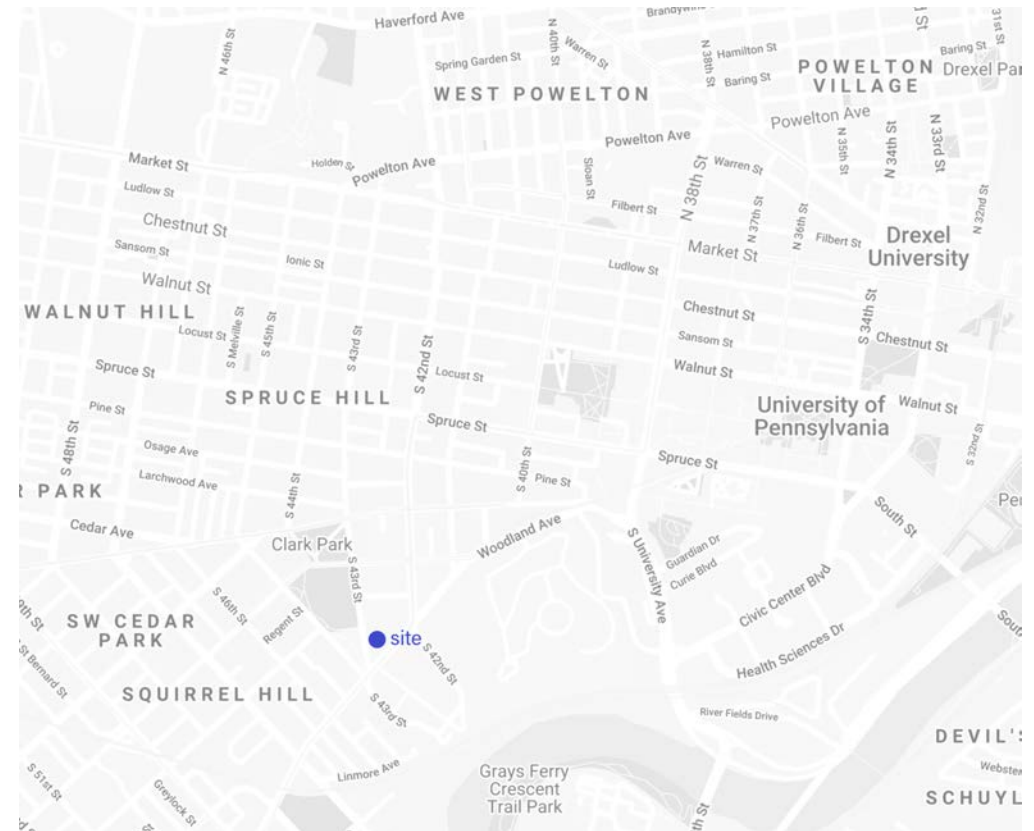 Haverford Ave
N 46th St
N 40th St
Warren St
Spring Garden St
N 38th St
Hamilton St
Baring St
WEST POWELTON
POWELTON
VILLAGE
Baring St
Drexel Par
31st St
d St
Powelton Ave
Powelton Ave
Powelton Ave
N 35th St
N 34th St
N 33rd St
N 32nd St
Market St
Holden St
Sloan St
N 38th St
Warren St
Ludlow St
Filbert St
N 37th St
N 36th St
Filbert St
Drexel
University
Chestnut St
Market St
Sansom St
Ionic St
Ludlow St
Walnut St
WALNUT HILL
Locust St
S Melville St
S 45th St
S 43rd St
S 42nd St
Chestnut St
Sansom St
S 34th St
Chestnut St
Spruce St
Locust St
Walnut St
SPRUCE HILL
University of
Pennsylvania
Walnut St
Pine St
Spruce St
S 48th St
Osage Ave
S 40th St
Spruce St
S 32nd St
Larchwood Ave
S 44th St
Pine St
R PARK
Cedar Ave
Woodland Ave
South St
Pe
Clark Park
S University Ave
Guardian Dr
Curie Blvd
S 43rd St
Civic Center Blvd
S 46th St
Regent St
9th St
SW CEDAR
PARK
site
S 42nd St
Health Sciences Dr
Sout
St Bernard St
SQUIRREL HILL
S 43rd St
River Fields Drive
DEVIL'S
S 51st St
Greylock St
Linmore Ave
Grays Ferry
Crescent
Trail Park
th St
Webster
SCHUYL